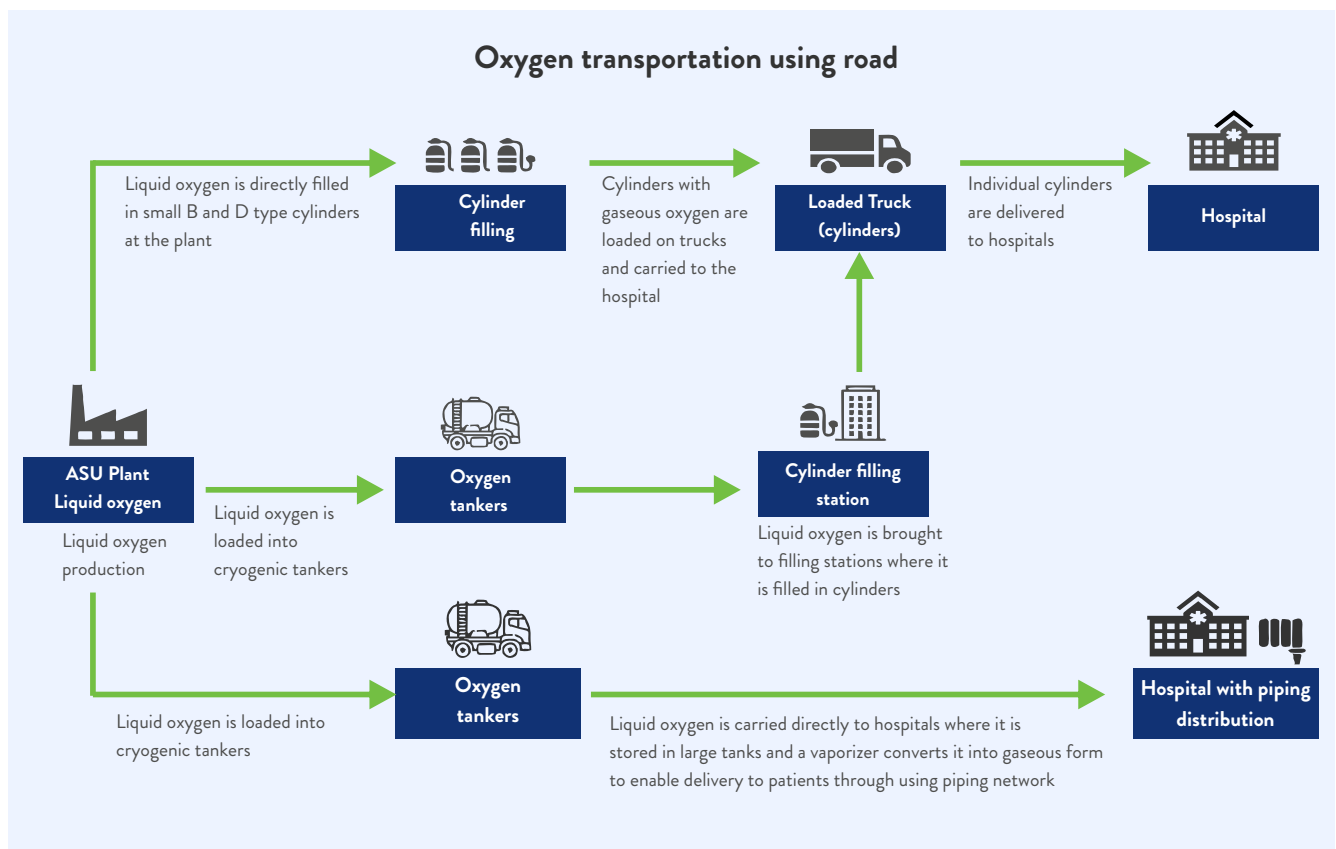 Oxygen transportation using road
Liquid oxygen is directly filled
in small B and D type cylinders
at the plant
Cylinder
filling
Cylinders with
gaseous oxygen are
loaded on trucks
and carried to the
hospital
Loaded Truck
(cylinders)
Individual cylinders
are delivered
to hospitals
Hospital
ASU Plant
Liquid oxygen
Liquid oxygen
production
Liquid oxygen is
loaded into
cryogenic tankers
Oxygen
tankers
Cylinder filling
station
Liquid oxygen is brought
to filling stations where it
is filled in cylinders
Liquid oxygen is loaded into
cryogenic tankers
Oxygen
tankers
Liquid oxygen is carried directly to hospitals where it is
stored in large tanks and a vaporizer converts it into gaseous form
to enable delivery to patients through using piping network
Hospital with piping
distribution